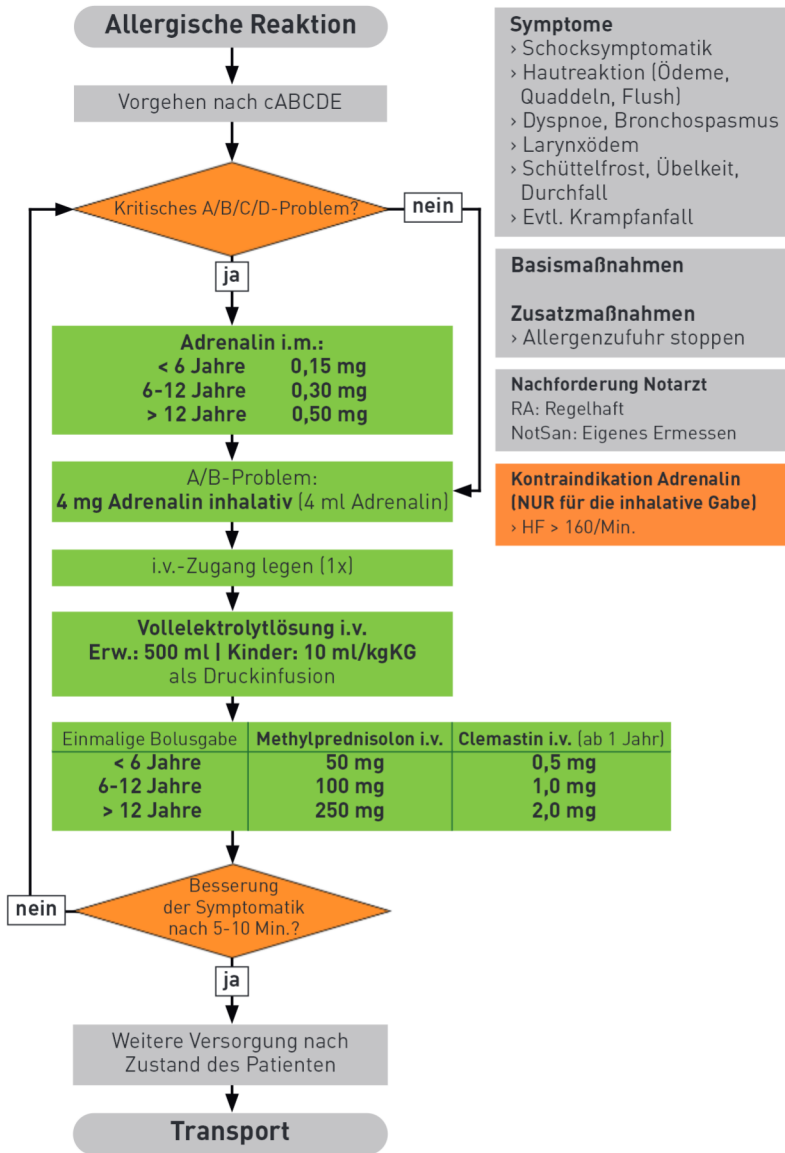 Allergische Reaktion
Vorgehen nach cABCDE
Kritisches A/B/C/D-Problem?
nein
ja
Adrenalin i.m.:
< 6 Jahre 0,15 mg
6-12 Jahre 0,30 mg
> 12 Jahre 0,50 mg
A/B-Problem:
4 mg Adrenalin inhalativ (4 ml Adrenalin)
i.v.-Zugang legen (1x)
Vollelektrolytlösung i.v.
Erw.: 500 ml | Kinder: 10 ml/kgKG
als Druckinfusion
Einmalige Bolusgabe Methylprednisolon i.v. Clemastin i.v. (ab 1 Jahr)
< 6 Jahre 50 mg 0,5 mg
6-12 Jahre 100 mg 1,0 mg
> 12 Jahre 250 mg 2,0 mg
Besserung
der Symptomatik
nach 5-10 Min.?
nein
ja
Weitere Versorgung nach
Zustand des Patienten
Transport
Symptome
› Schocksymptomatik
› Hautreaktion (Ödeme,
Quaddeln, Flush)
› Dyspnoe, Bronchospasmus
› Larynxödem
› Schüttelfrost, Übelkeit,
Durchfall
› Evtl. Krampfanfall
Basismaßnahmen
Zusatzmaßnahmen
› Allergenzufuhr stoppen
Nachforderung Notarzt
RA: Regelhaft
NotSan: Eigenes Ermessen
Kontraindikation Adrenalin
(NUR für die inhalative Gabe)
› HF > 160/Min.